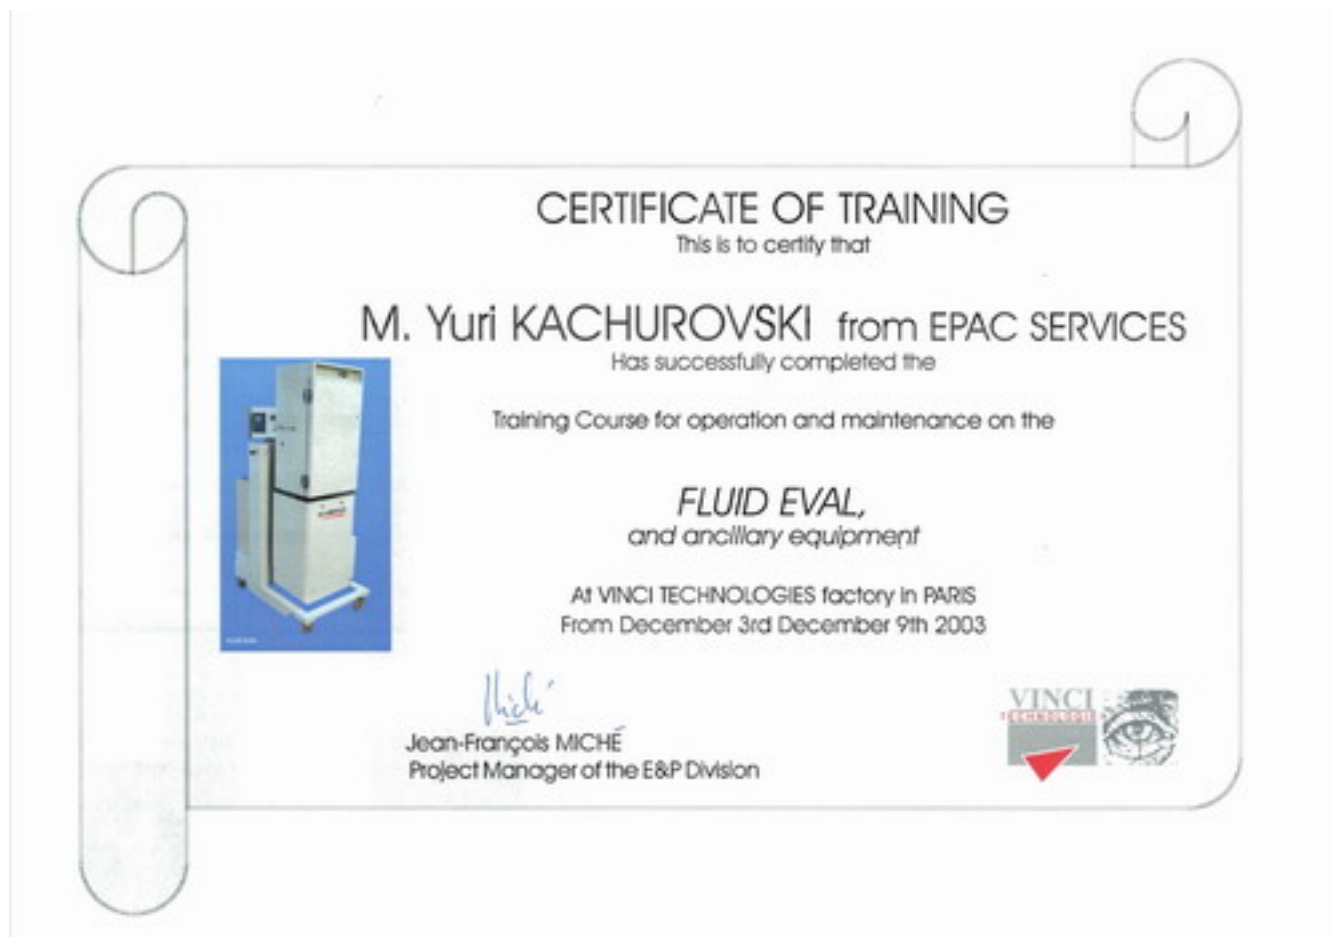 CERTIFICATE OF TRAINING
This is to certify that
M. Yuri KACHUROVSKI from EPAC SERVICES
Has successfully completed the
Training Course for operation and maintenance on the
FLUID EVAL,
and ancillary equipment
At VINCI TECHNOLOGIES factory in PARIS
From December 3rd December 9th 2003
Miché
Jean-François MICHÉ
Project Manager of the E&P Division
VINCI
TECHNOLOGIES